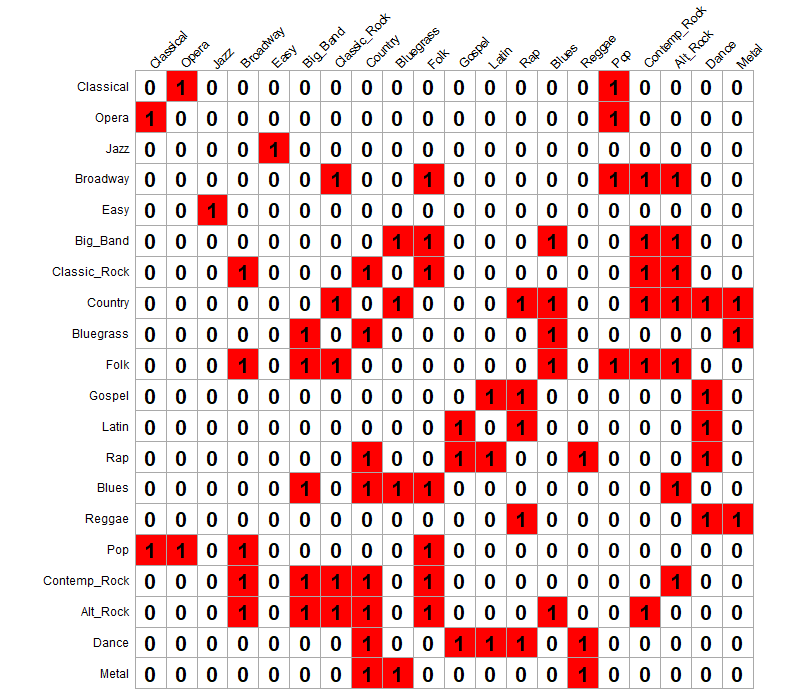 Classical Opera Jazz Broadway Easy Big_Band Classic_Rock Country Bluegrass Folk Gospel Latin Rap Blues Reggae Pop Contemp_Rock Alt_Rock Dance Metal
Classical 0 1 0 0 0 0 0 0 0 0 0 0 0 0 0 1 0 0 0 0
Opera 1 0 0 0 0 0 0 0 0 0 0 0 0 0 0 1 0 0 0 0
Jazz 0 0 0 0 1 0 0 0 0 0 0 0 0 0 0 0 0 0 0 0
Broadway 0 0 0 0 0 0 1 0 0 1 0 0 0 0 0 1 1 1 0 0
Easy 0 0 1 0 0 0 0 0 0 0 0 0 0 0 0 0 0 0 0 0
Big_Band 0 0 0 0 0 0 0 0 1 1 0 0 0 1 0 0 1 1 0 0
Classic_Rock 0 0 0 1 0 0 0 1 0 1 0 0 0 0 0 0 1 1 0 0
Country 0 0 0 0 0 0 1 0 1 0 0 0 1 1 0 0 1 1 1 1
Bluegrass 0 0 0 0 0 1 0 1 0 0 0 0 0 1 0 0 0 0 0 1
Folk 0 0 0 1 0 1 1 0 0 0 0 0 0 1 0 1 1 1 0 0
Gospel 0 0 0 0 0 0 0 0 0 0 0 1 1 0 0 0 0 0 1 0
Latin 0 0 0 0 0 0 0 0 0 0 1 0 1 0 0 0 0 0 1 0
Rap 0 0 0 0 0 0 0 1 0 0 1 1 0 0 1 0 0 0 1 0
Blues 0 0 0 0 0 1 0 1 1 1 0 0 0 0 0 0 0 1 0 0
Reggae 0 0 0 0 0 0 0 0 0 0 0 0 1 0 0 0 0 0 1 1
Pop 1 1 0 1 0 0 0 0 0 1 0 0 0 0 0 0 0 0 0 0
Contemp_Rock 0 0 0 1 0 1 1 1 0 1 0 0 0 0 0 0 0 1 0 0
Alt_Rock 0 0 0 1 0 1 1 1 0 1 0 0 0 1 0 0 1 0 0 0
Dance 0 0 0 0 0 0 0 1 0 0 1 1 1 0 1 0 0 0 0 0
Metal 0 0 0 0 0 0 0 1 1 0 0 0 0 0 1 0 0 0 0 0